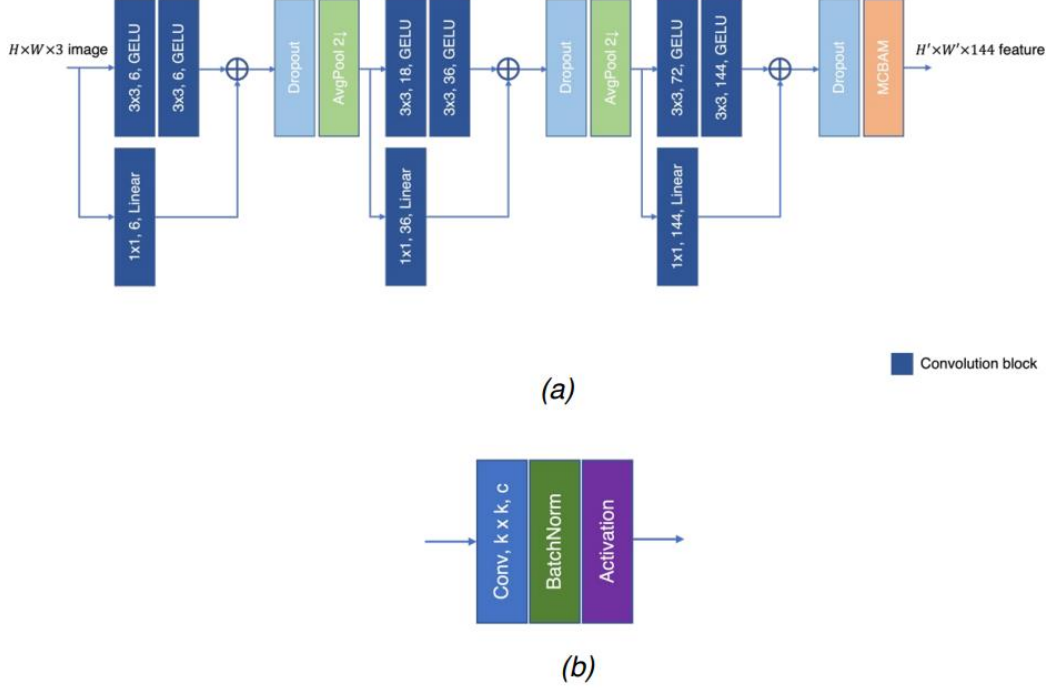 H×W×3 image
3x3, 6, GELU
3x3, 6, GELU
1x1, 6, Linear
Dropout
AvgPool 2↓
3x3, 18, GELU
3x3, 36, GELU
1x1, 36, Linear
Dropout
AvgPool 2↓
3x3, 72, GELU
3x3, 144, GELU
1x1, 144, Linear
Dropout
MCBAM
H′×W′×144 feature
Convolution block
(a)
Conv, k x k, c
BatchNorm
Activation
(b)